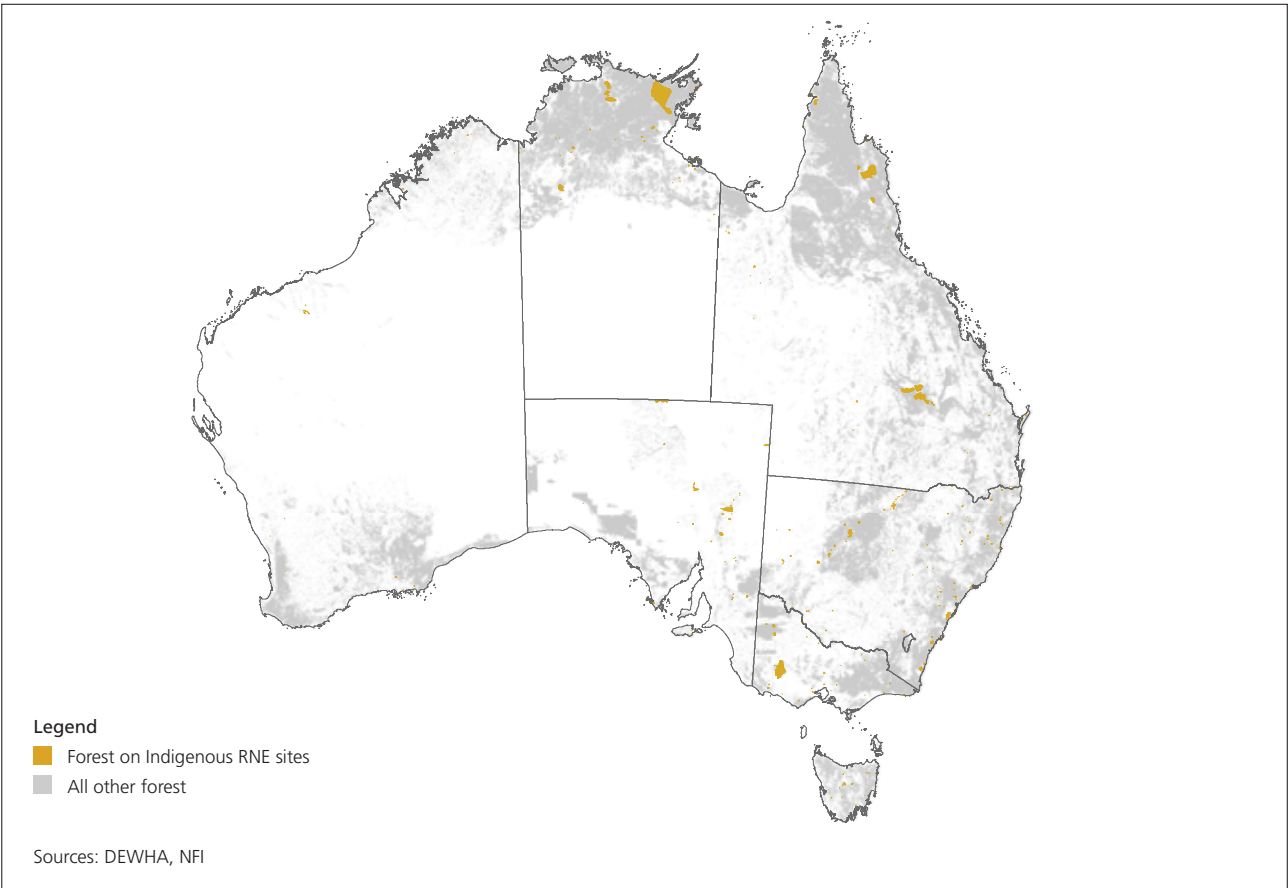 Legend
Forest on Indigenous RNE sites
All other forest
Sources: DEWHA, NFI